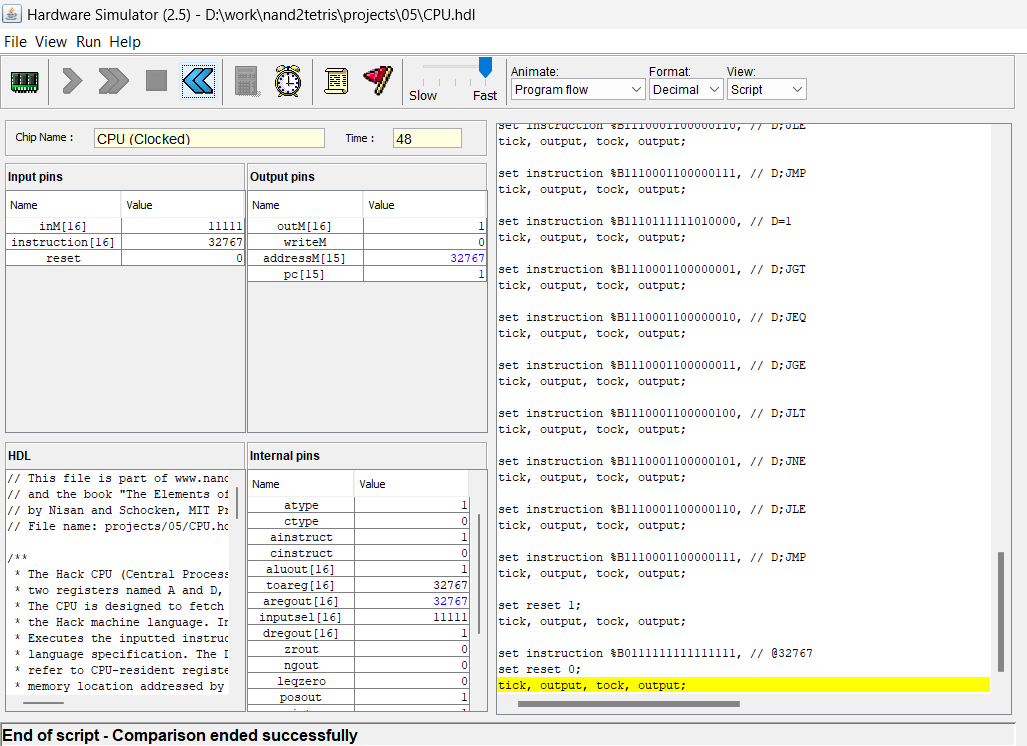 Hardware Simulator (2.5) - D:\work\nand2tetris\projects\05\CPU.hdl
File View Run Help
Slow Fast
Animate: Format: View:
Program flow Decimal Script
Chip Name : CPU (Clocked) Time : 48
Input pins
Name Value
inM[16] 11111
instruction[16] 32767
reset 0
Output pins
Name Value
outM[16] 1
writeM 0
addressM[15] 32767
pc[15] 1
HDL
// This file is part of www.nand
// and the book "The Elements of
// by Nisan and Schocken, MIT Pr
// File name: projects/05/CPU.hd
/**
* The Hack CPU (Central Process
* two registers named A and D,
* The CPU is designed to fetch
* the Hack machine language. In
* Executes the inputted instruc
* language specification. The D
* refer to CPU-resident registe
* memory location addressed by
Internal pins
Name Value
atype 1
ctype 0
ainstruct 1
cinstruct 0
aluout[16] 1
toareg[16] 32767
aregout[16] 32767
inputsel[16] 11111
dregout[16] 1
zrout 0
ngout 0
leqzero 0
posout 1
set instruction %B1110001100000110, // D;JLE
tick, output, tock, output;
set instruction %B1110001100000111, // D;JMP
tick, output, tock, output;
set instruction %B1110111111010000, // D=1
tick, output, tock, output;
set instruction %B1110001100000001, // D;JGT
tick, output, tock, output;
set instruction %B1110001100000010, // D;JEQ
tick, output, tock, output;
set instruction %B1110001100000011, // D;JGE
tick, output, tock, output;
set instruction %B1110001100000100, // D;JLT
tick, output, tock, output;
set instruction %B1110001100000101, // D;JNE
tick, output, tock, output;
set instruction %B1110001100000110, // D;JLE
tick, output, tock, output;
set instruction %B1110001100000111, // D;JMP
tick, output, tock, output;
set reset 1;
tick, output, tock, output;
set instruction %B0111111111111111, // @32767
set reset 0;
tick, output, tock, output;
End of script - Comparison ended successfully